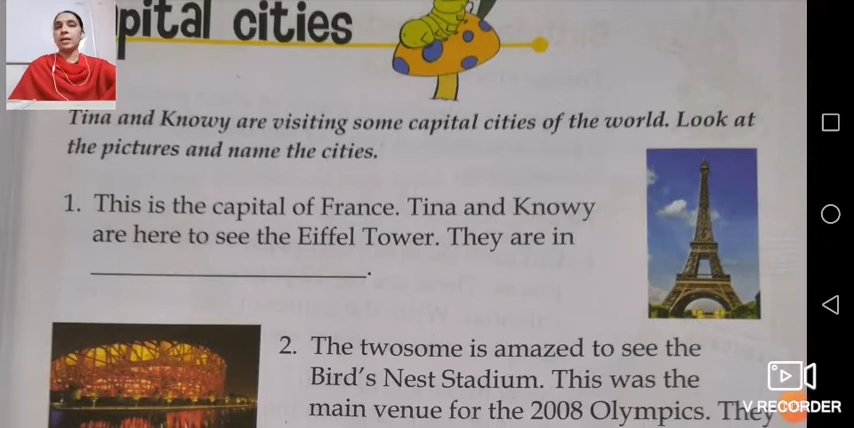 pital cities
Tina and Knowy are visiting some capital cities of the world. Look at
the pictures and name the cities.
1. This is the capital of France. Tina and Knowy
are here to see the Eiffel Tower. They are in
.
2. The twosome is amazed to see the
Bird's Nest Stadium. This was the
main venue for the 2008 Olympics. They
V.RECORDER